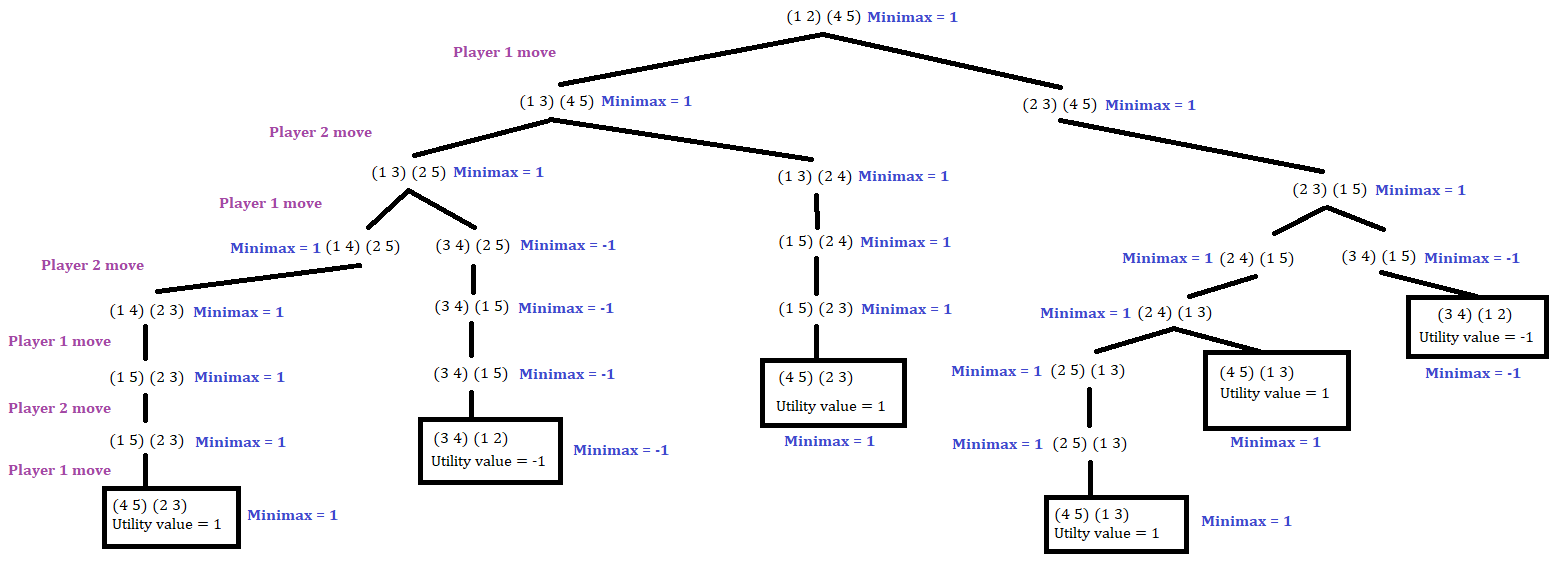 (1 2) (4 5) Minimax = 1
Player 1 move
(1 3) (4 5) Minimax = 1
(2 3) (4 5) Minimax = 1
Player 2 move
(1 3) (2 5) Minimax = 1
(1 3) (2 4) Minimax = 1
(2 3) (1 5) Minimax = 1
Player 1 move
Minimax = 1 (1 4) (2 5)
(3 4) (2 5) Minimax = -1
(1 5) (2 4) Minimax = 1
Minimax = 1 (2 4) (1 5)
(3 4) (1 5) Minimax = -1
Player 2 move
(1 4) (2 3) Minimax = 1
(3 4) (1 5) Minimax = -1
(1 5) (2 3) Minimax = 1
Minimax = 1 (2 4) (1 3)
(3 4) (1 2)
Utility value = -1
Minimax = -1
Player 1 move
(1 5) (2 3) Minimax = 1
(3 4) (1 5) Minimax = -1
(4 5) (2 3)
Utility value = 1
Minimax = 1
Minimax = 1 (2 5) (1 3)
(4 5) (1 3)
Utility value = 1
Minimax = 1
Player 2 move
(1 5) (2 3) Minimax = 1
(3 4) (1 2)
Utility value = -1
Minimax = -1
Minimax = 1 (2 5) (1 3)
Player 1 move
(4 5) (2 3)
Utility value = 1
Minimax = 1
(4 5) (1 3)
Utilty value = 1
Minimax = 1